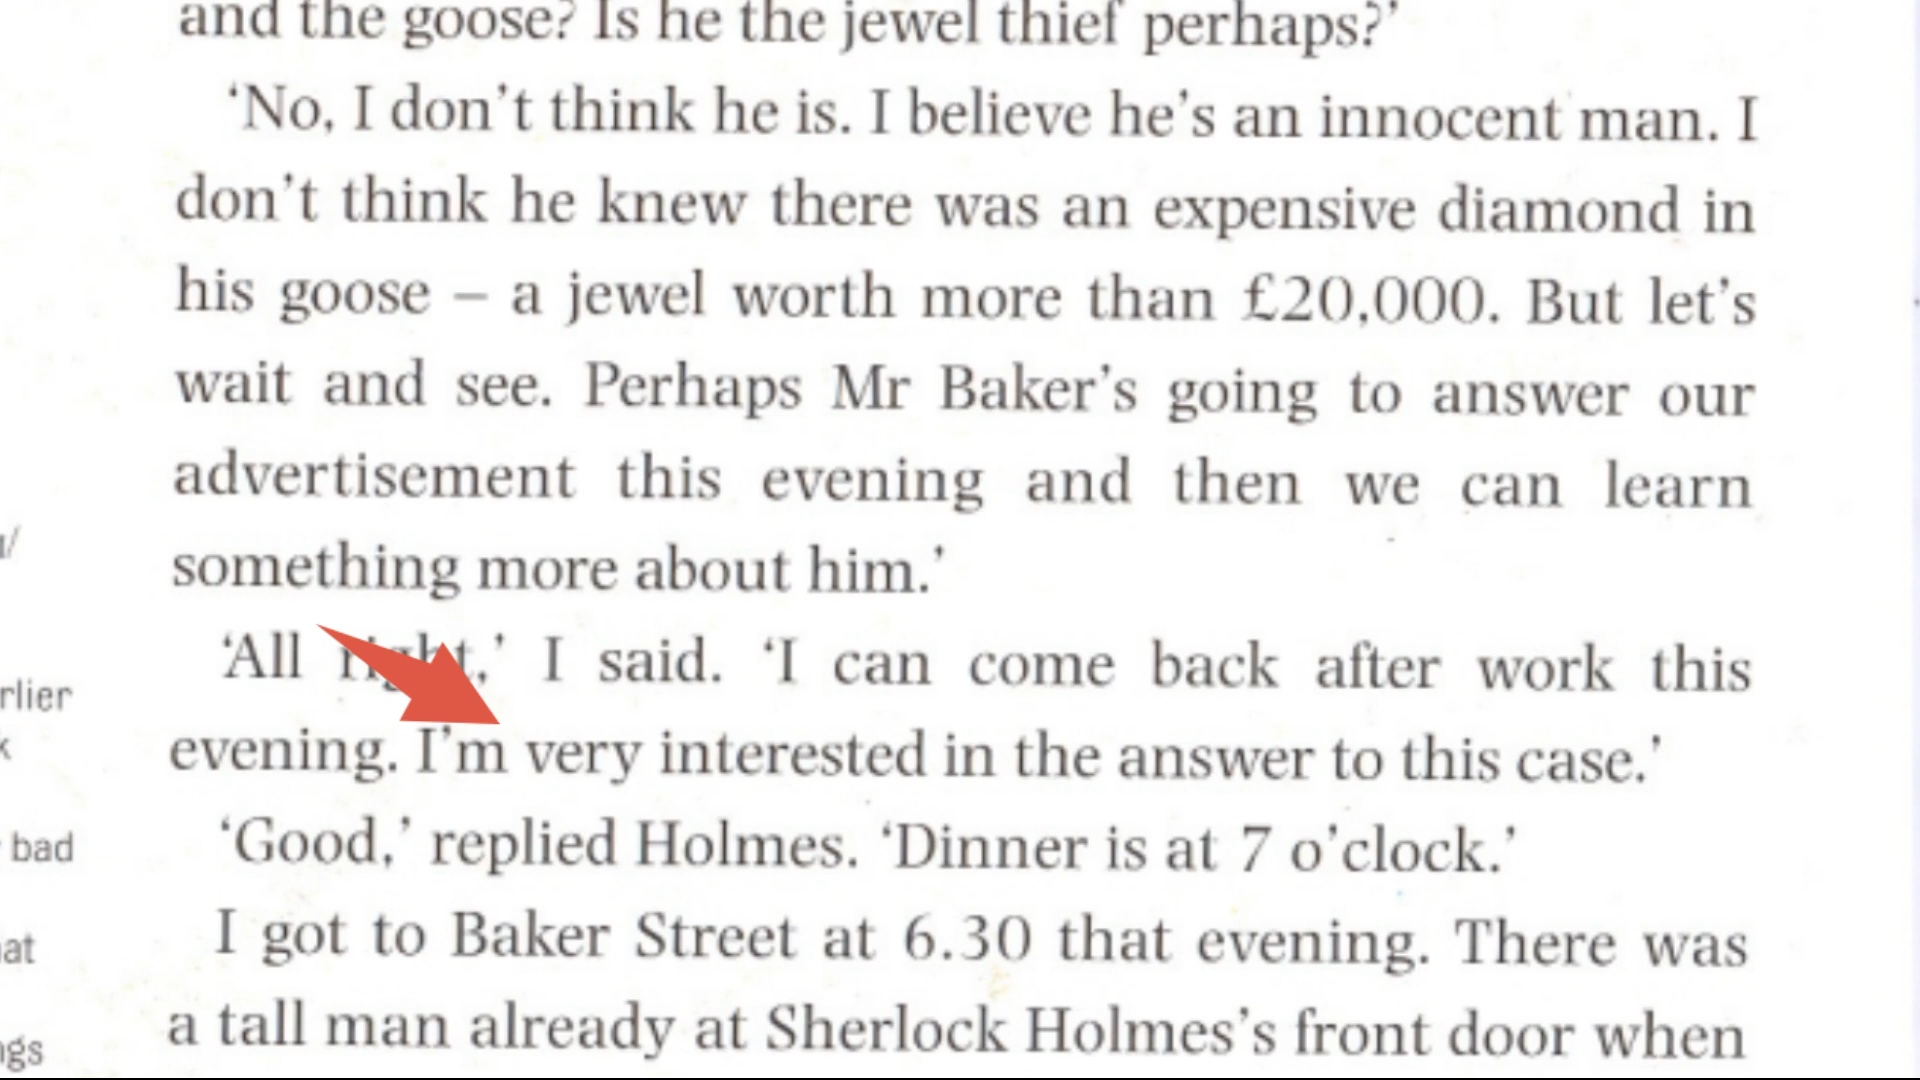 and the goose? Is he the jewel thief perhaps?’
‘No, I don’t think he is. I believe he’s an innocent man. I
don’t think he knew there was an expensive diamond in
his goose – a jewel worth more than £20,000. But let’s
wait and see. Perhaps Mr Baker’s going to answer our
advertisement this evening and then we can learn
something more about him.’
‘All right,’ I said. ‘I can come back after work this
evening. I’m very interested in the answer to this case.’
‘Good,’ replied Holmes. ‘Dinner is at 7 o’clock.’
I got to Baker Street at 6.30 that evening. There was
a tall man already at Sherlock Holmes’s front door when
rlier
bad